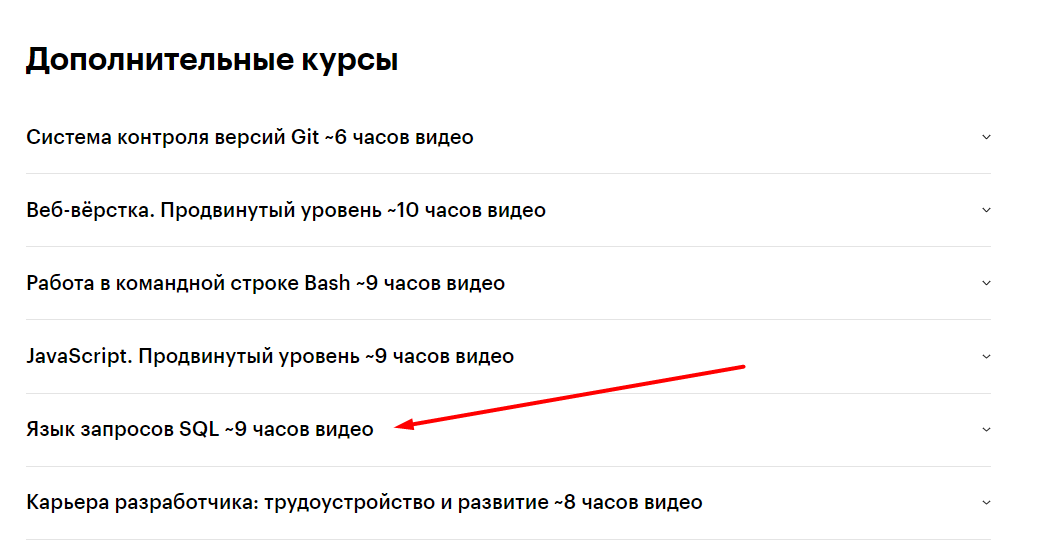 Дополнительные курсы
Система контроля версий Git ~6 часов видео
Веб-вёрстка. Продвинутый уровень ~10 часов видео
Работа в командной строке Bash ~9 часов видео
JavaScript. Продвинутый уровень ~9 часов видео
Язык запросов SQL ~9 часов видео
Карьера разработчика: трудоустройство и развитие ~8 часов видео